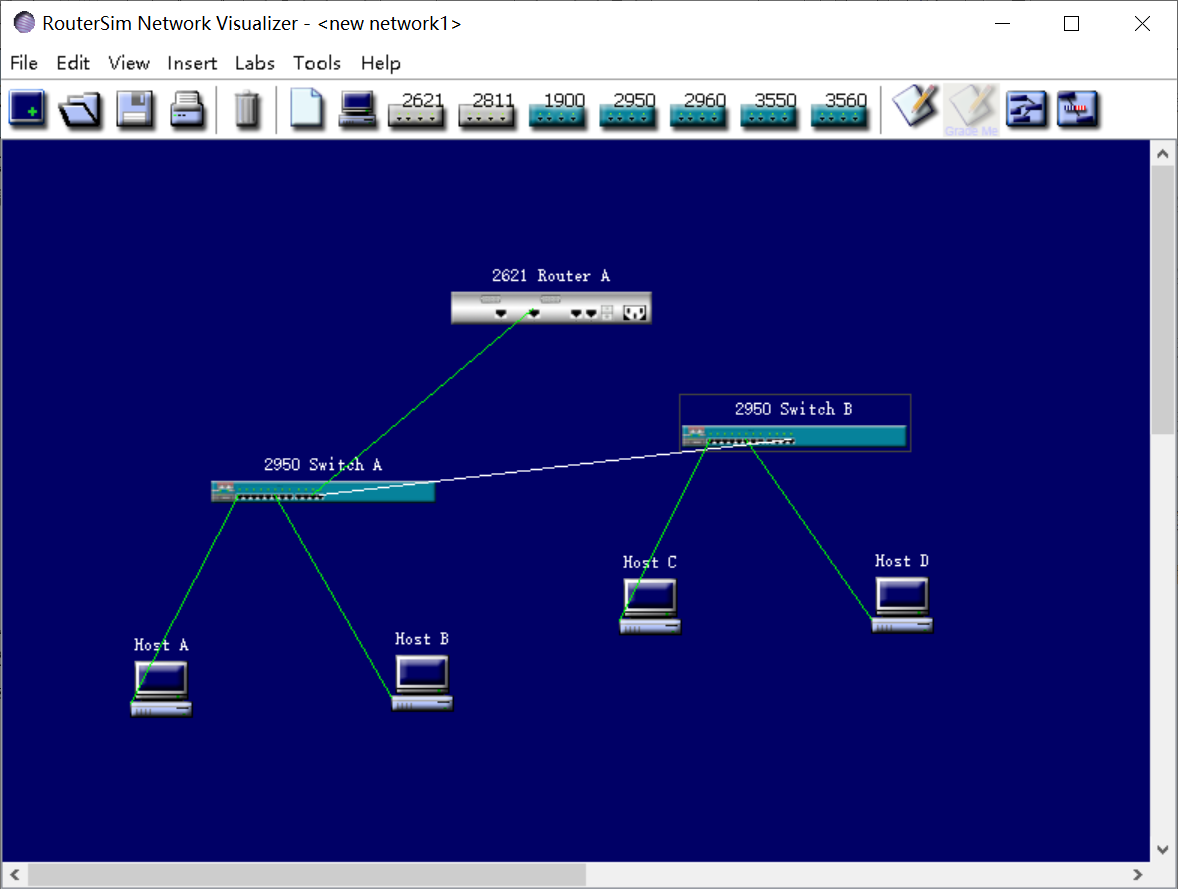 RouterSim Network Visualizer - <new network1>
File Edit View Insert Labs Tools Help
2621 2811 1900 2950 2960 3550 3560
Grade Me
2621 Router A
2950 Switch B
2950 Switch A
Host C
Host D
Host A
Host B